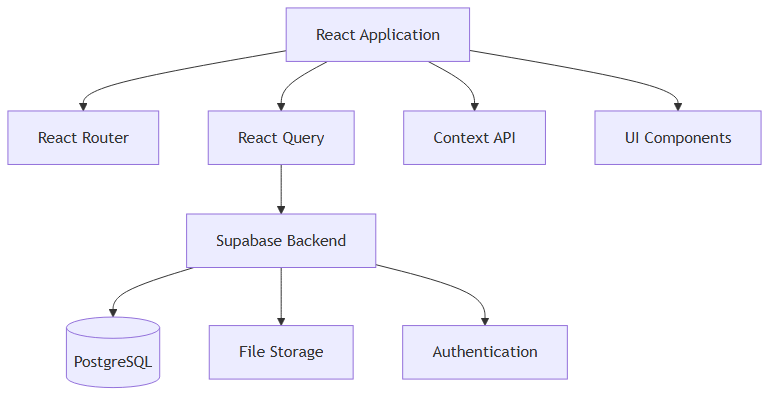 React Application
React Router
React Query
Context API
UI Components
Supabase Backend
PostgreSQL
File Storage
Authentication